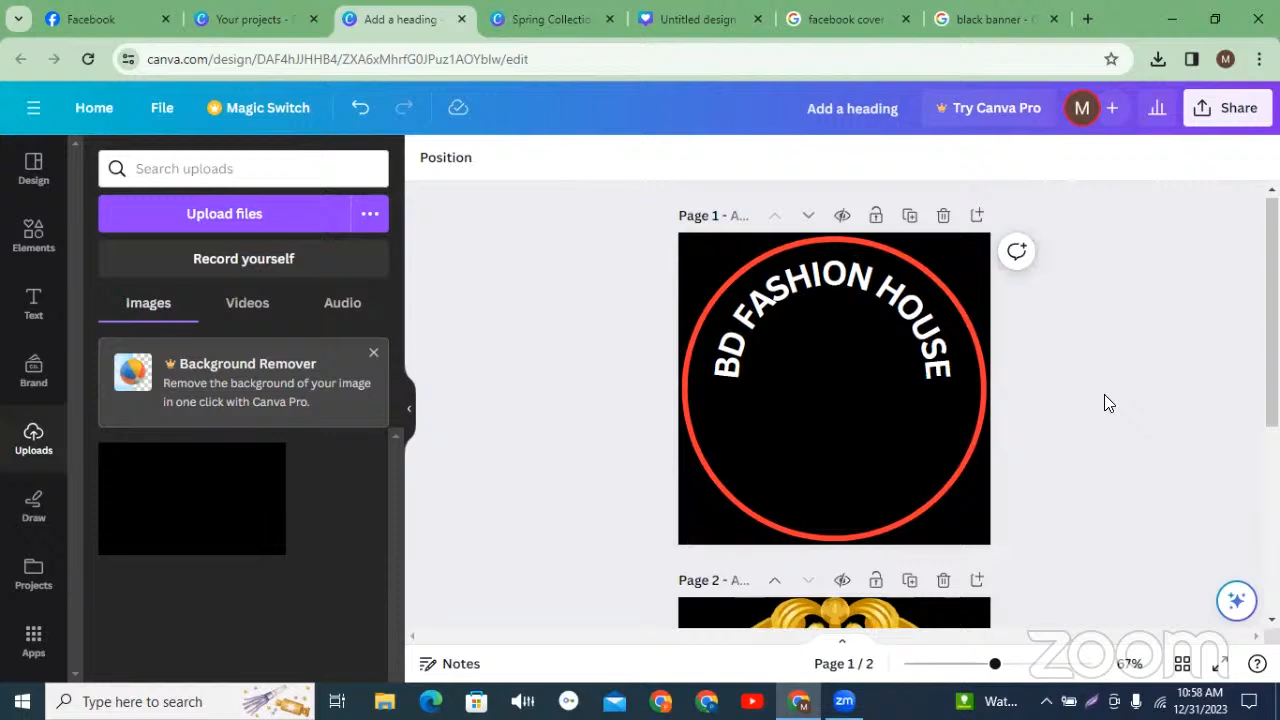 Facebook
Your projects -
Add a heading -
Spring Collectio
Untitled design
facebook cover
black banner -
canva.com/design/DAF4hJJHHB4/ZXA6xMhrfG0JPuz1AOYblw/edit
M
Home
File
Magic Switch
Add a heading
Try Canva Pro
M
Share
Design
Elements
Text
Brand
Uploads
Draw
Projects
Apps
Search uploads
Upload files
Record yourself
Images
Videos
Audio
Background Remover
Remove the background of your image
in one click with Canva Pro.
Position
Page 1 - A...
BD FASHION HOUSE
Page 2 - A...
Notes
Page 1 / 2
67%
zoom
Type here to search
Wat...
10:58 AM
12/31/2023